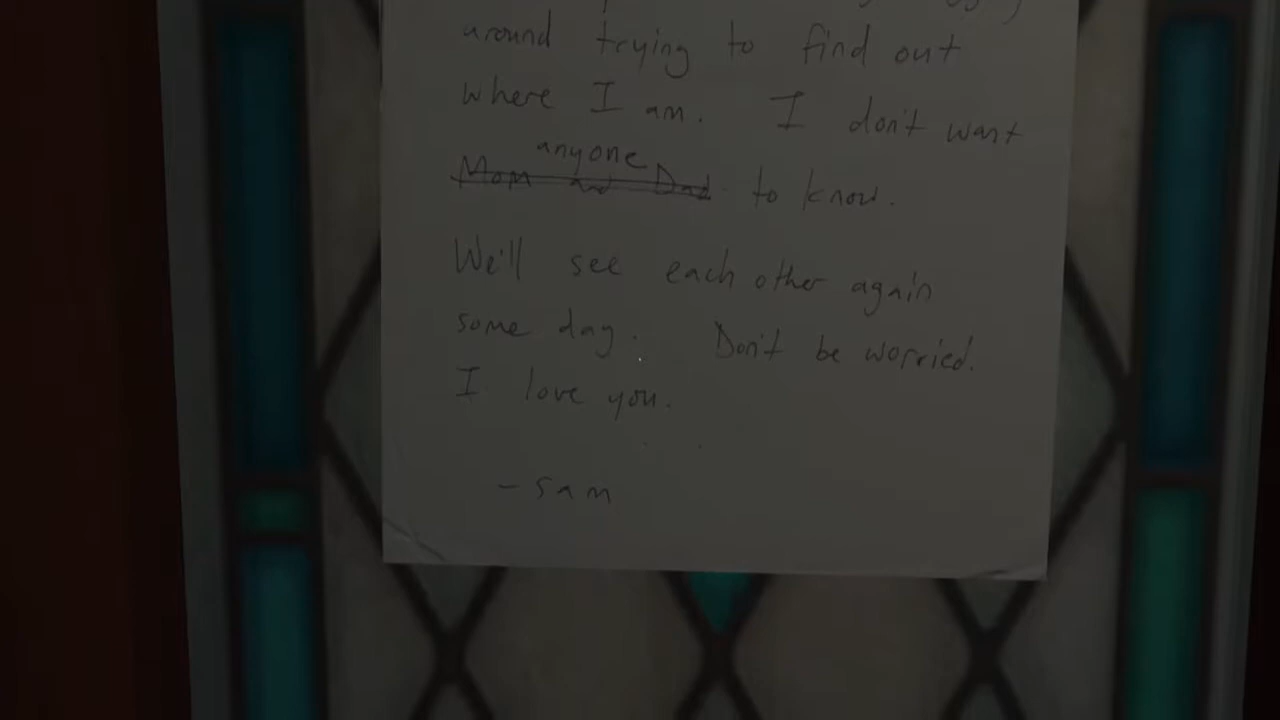 around trying to find out
where I am. I don't want
anyone
Mom and Dad to know.
We'll see each other again
some day. Don't be worried.
I love you.
- Sam